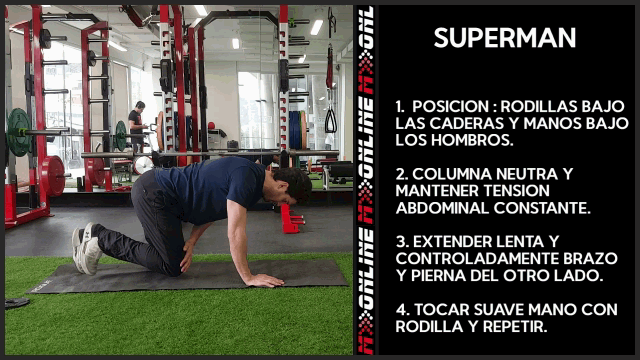 SUPERMAN
1. POSICION : RODILLAS BAJO
LAS CADERAS Y MANOS BAJO
LOS HOMBROS.
2. COLUMNA NEUTRA Y
MANTENER TENSION
ABDOMINAL CONSTANTE.
3. EXTENDER LENTA Y
CONTROLADAMENTE BRAZO
Y PIERNA DEL OTRO LADO.
4. TOCAR SUAVE MANO CON
RODILLA Y REPETIR.
ONLINE
ONLINE
ONLINE